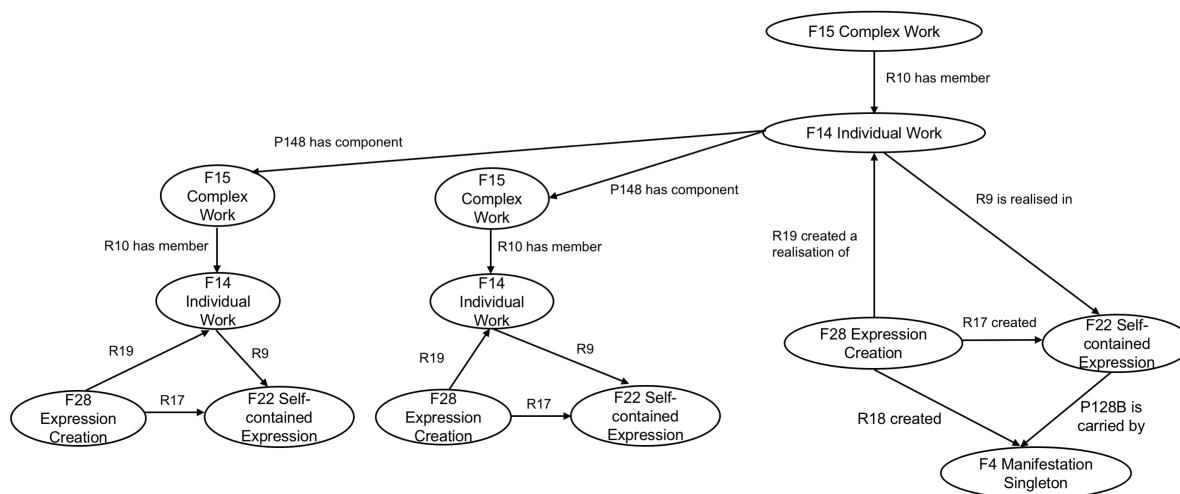 F15 Complex Work
R10 has member
F14 Individual Work
P148 has component
F15
Complex
Work
F15
Complex
Work
P148 has component
R9 is realised in
R10 has member
R10 has member
R19 created a
realisation of
F14
Individual
Work
F14
Individual
Work
R19
R9
R19
R9
F28 Expression
Creation
R17 created
F22 Self-
contained
Expression
F28
Expression
Creation
R17
F22 Self-
contained
Expression
F28
Expression
Creation
R17
F22 Self-
contained
Expression
R18 created
P128B is
carried by
F4 Manifestation
Singleton